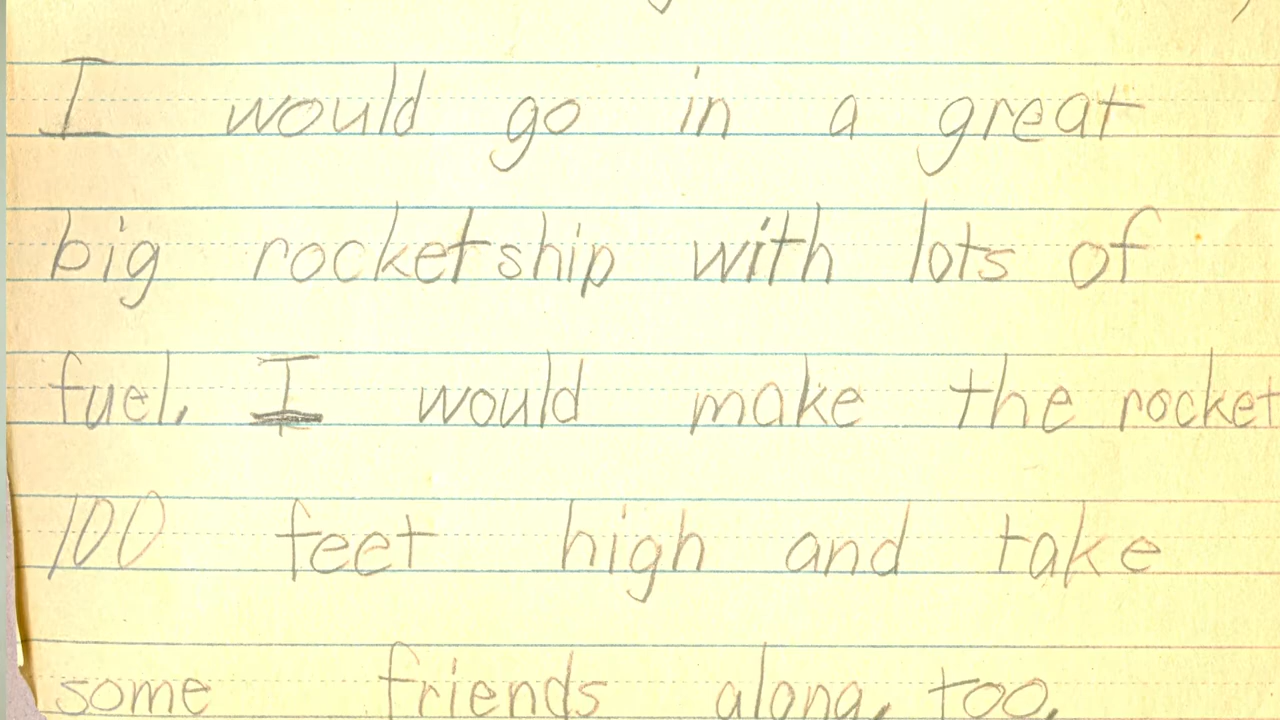 I would go in a great
big rocketship with lots of
fuel. I would make the rocket
100 feet high and take
some friends along, too.